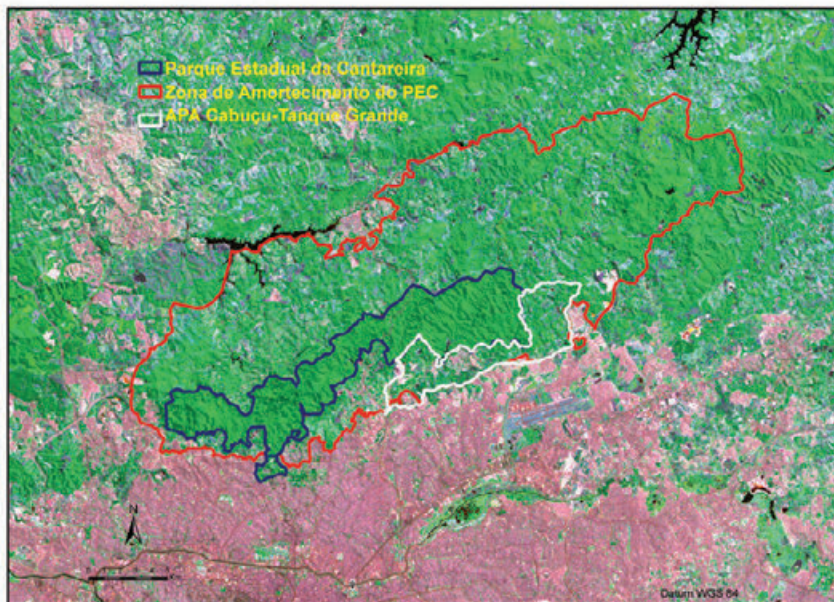 Parque Estadual da Cantareira
Zona de Amortecimento do PEC
APA Cabuçu-Tanque Grande
N
Datum WGS 84